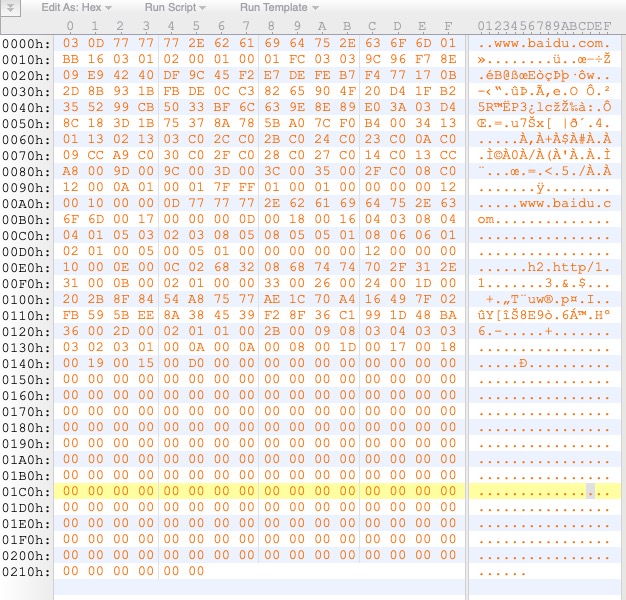 Edit As: Hex Run Script Run Template
0 1 2 3 4 5 6 7 8 9 A B C D E F 0123456789ABCDEF
0000h: 03 0D 77 77 77 2E 62 61 69 64 75 2E 63 6F 6D 01 ..www.baidu.com.
0010h: BB 16 03 01 02 00 01 00 01 FC 03 03 9C 96 F7 8E »........ü..œ–÷Ž
0020h: 09 E9 42 40 DF 9C 45 F2 E7 DE FE B7 F4 77 17 0B .éB@ßœEòçÞþ·ôw..
0030h: 2D 8B 93 1B FB DE 0C C3 82 65 90 4F 20 D4 1F B2 -‹“.ûÞ.Ã‚e.O Ô.²
0040h: 35 52 99 CB 50 33 BF 6C 63 9E 8E 89 E0 3A 03 D4 5R™ËP3¿lcžŽ‰à:.Ô
0050h: 8C 18 3D 1B 75 37 8A 78 5B A0 7C F0 B4 00 34 13 Œ.=.u7Šx[ |ð´.4.
0060h: 01 13 02 13 03 C0 2C C0 2B C0 24 C0 23 C0 0A C0 .....À,À+À$À#À.À
0070h: 09 CC A9 C0 30 C0 2F C0 28 C0 27 C0 14 C0 13 CC .Ì©À0À/À(À'À.À.Ì
0080h: A8 00 9D 00 9C 00 3D 00 3C 00 35 00 2F C0 08 C0 ¨...œ.=.<.5./À.À
0090h: 12 00 0A 01 00 01 7F FF 01 00 01 00 00 00 00 12 .......ÿ........
00A0h: 00 10 00 00 0D 77 77 77 2E 62 61 69 64 75 2E 63 .....www.baidu.c
00B0h: 6F 6D 00 17 00 00 00 0D 00 18 00 16 04 03 08 04 om..............
00C0h: 04 01 05 03 02 03 08 05 08 05 05 01 08 06 06 01 ................
00D0h: 02 01 00 05 00 05 01 00 00 00 00 00 12 00 00 00 ................
00E0h: 10 00 0E 00 0C 02 68 32 08 68 74 74 70 2F 31 2E ......h2.http/1.
00F0h: 31 00 0B 00 02 01 00 00 33 00 26 00 24 00 1D 00 1.......3.&.$...
0100h: 20 2B 8F 84 54 A8 75 77 AE 1C 70 A4 16 49 7F 02  +.„T¨uw®.p¤.I..
0110h: FB 59 5B EE 8A 38 45 39 F2 8F 36 C1 99 1D 48 BA ûY[îŠ8E9ò.6Á™.Hº
0120h: 36 00 2D 00 02 01 01 00 2B 00 09 08 03 04 03 03 6.-.....+.......
0130h: 03 02 03 01 00 0A 00 0A 00 08 00 1D 00 17 00 18 ................
0140h: 00 19 00 15 00 D0 00 00 00 00 00 00 00 00 00 00 .....Ð..........
0150h: 00 00 00 00 00 00 00 00 00 00 00 00 00 00 00 00 ................
0160h: 00 00 00 00 00 00 00 00 00 00 00 00 00 00 00 00 ................
0170h: 00 00 00 00 00 00 00 00 00 00 00 00 00 00 00 00 ................
0180h: 00 00 00 00 00 00 00 00 00 00 00 00 00 00 00 00 ................
0190h: 00 00 00 00 00 00 00 00 00 00 00 00 00 00 00 00 ................
01A0h: 00 00 00 00 00 00 00 00 00 00 00 00 00 00 00 00 ................
01B0h: 00 00 00 00 00 00 00 00 00 00 00 00 00 00 00 00 ................
01C0h: 00 00 00 00 00 00 00 00 00 00 00 00 00 00 00 00 ................
01D0h: 00 00 00 00 00 00 00 00 00 00 00 00 00 00 00 00 ................
01E0h: 00 00 00 00 00 00 00 00 00 00 00 00 00 00 00 00 ................
01F0h: 00 00 00 00 00 00 00 00 00 00 00 00 00 00 00 00 ................
0200h: 00 00 00 00 00 00 00 00 00 00 00 00 00 00 00 00 ................
0210h: 00 00 00 00 00 00 ......